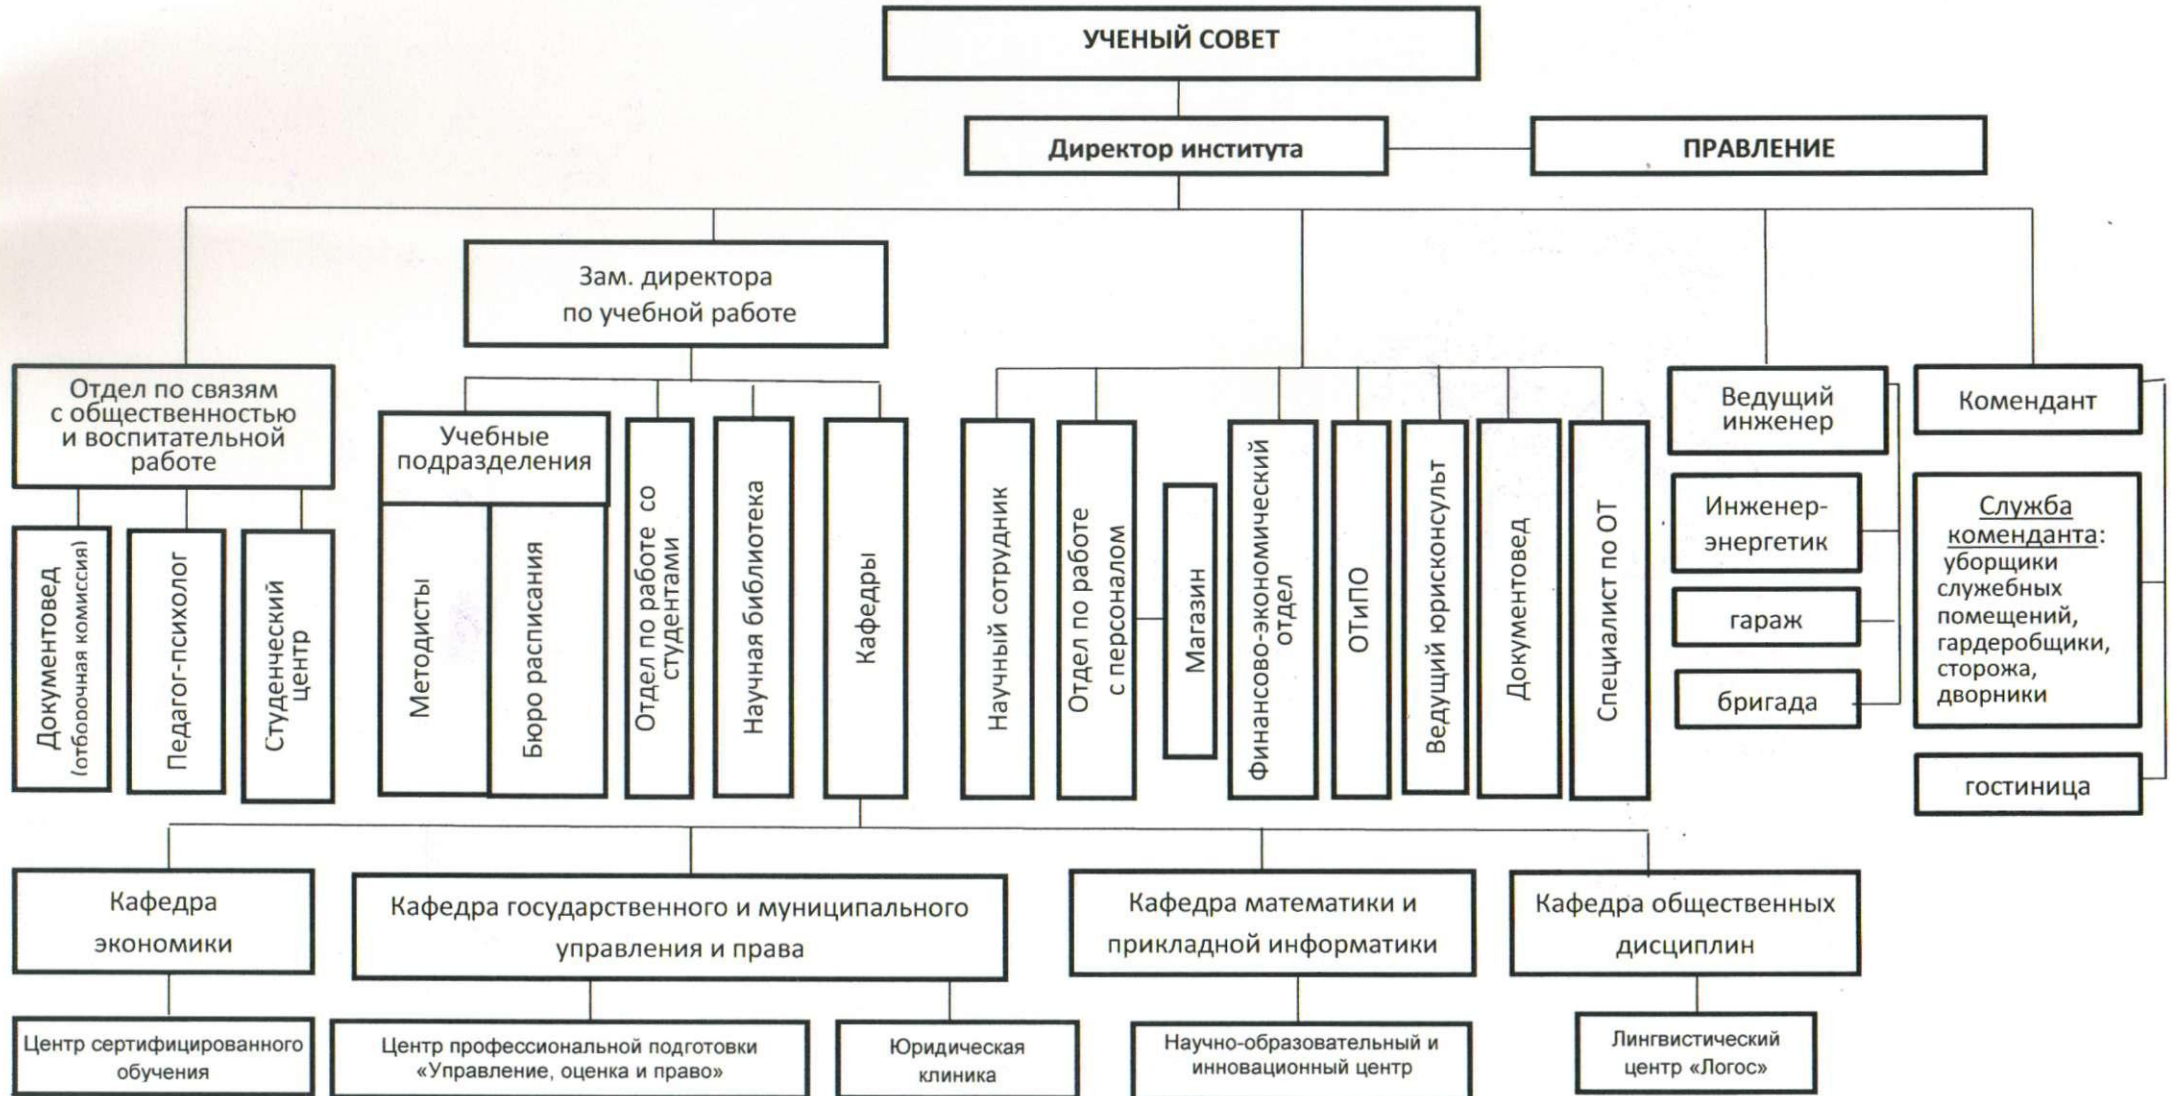 УЧЕНЫЙ СОВЕТ
Директор института
ПРАВЛЕНИЕ
Зам. директора
по учебной работе
Отдел по связям
с общественностью
и воспитательной
работе
Документовед
(отборочная комиссия)
Педагог-психолог
Студенческий
центр
Учебные
подразделения
Методисты
Бюро расписания
Отдел по работе со
студентами
Научная библиотека
Кафедры
Научный сотрудник
Отдел по работе
с персоналом
Магазин
Финансово-экономический
отдел
ОТиПО
Ведущий юрисконсульт
Документовед
Специалист по ОТ
Ведущий
инженер
Инженер-
энергетик
гараж
бригада
Комендант
Служба
коменданта:
уборщики
служебных
помещений,
гардеробщики,
сторожа,
дворники
гостиница
Кафедра
экономики
Кафедра государственного и муниципального
управления и права
Кафедра математики и
прикладной информатики
Кафедра общественных
дисциплин
Центр сертифицированного
обучения
Центр профессиональной подготовки
«Управление, оценка и право»
Юридическая
клиника
Научно-образовательный и
инновационный центр
Лингвистический
центр «Логос»